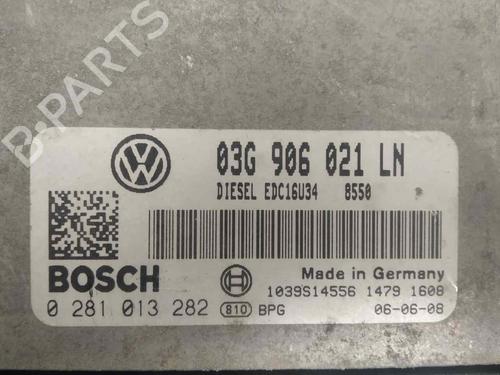 B-PARTS
VW
03G 906 021 LN
DIESEL EDC16U34 8550
BOSCH
Made in Germany
1039S14556 1479 1608
0 281 013 282 810 BPG 06-06-08